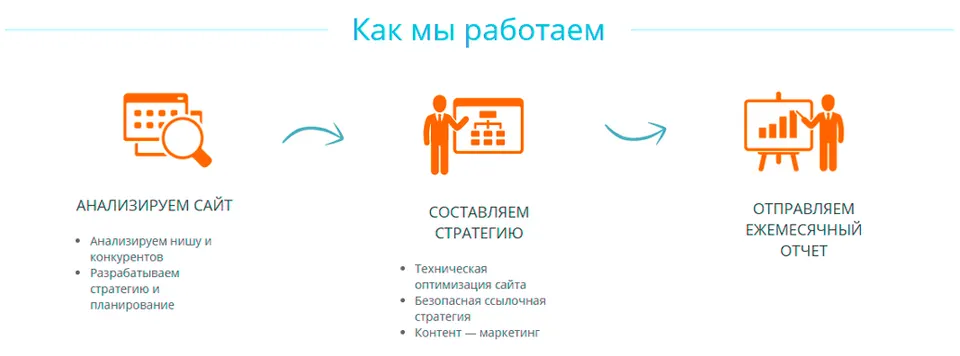 Как мы работаем
АНАЛИЗИРУЕМ САЙТ
• Анализируем нишу и
конкурентов
• Разрабатываем
стратегию и
планирование
СОСТАВЛЯЕМ
СТРАТЕГИЮ
• Техническая
оптимизация сайта
• Безопасная ссылочная
стратегия
• Контент — маркетинг
ОТПРАВЛЯЕМ
ЕЖЕМЕСЯЧНЫЙ
ОТЧЕТ